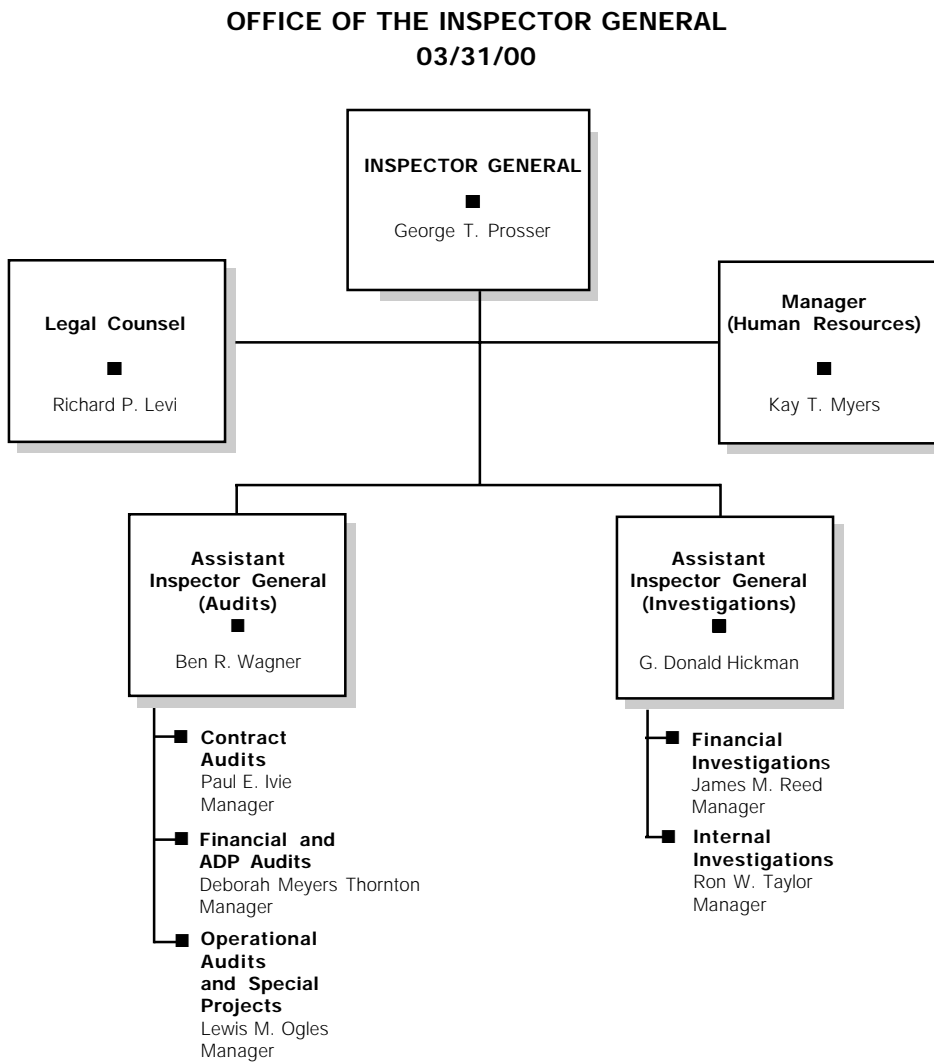 OFFICE OF THE INSPECTOR GENERAL
03/31/00
INSPECTOR GENERAL
George T. Prosser
Legal Counsel
Richard P. Levi
Manager
(Human Resources)
Kay T. Myers
Assistant
Inspector General
(Audits)
Ben R. Wagner
Assistant
Inspector General
(Investigations)
G. Donald Hickman
Contract
Audits
Paul E. Ivie
Manager
Financial and
ADP Audits
Deborah Meyers Thornton
Manager
Operational
Audits
and Special
Projects
Lewis M. Ogles
Manager
Financial
Investigations
James M. Reed
Manager
Internal
Investigations
Ron W. Taylor
Manager